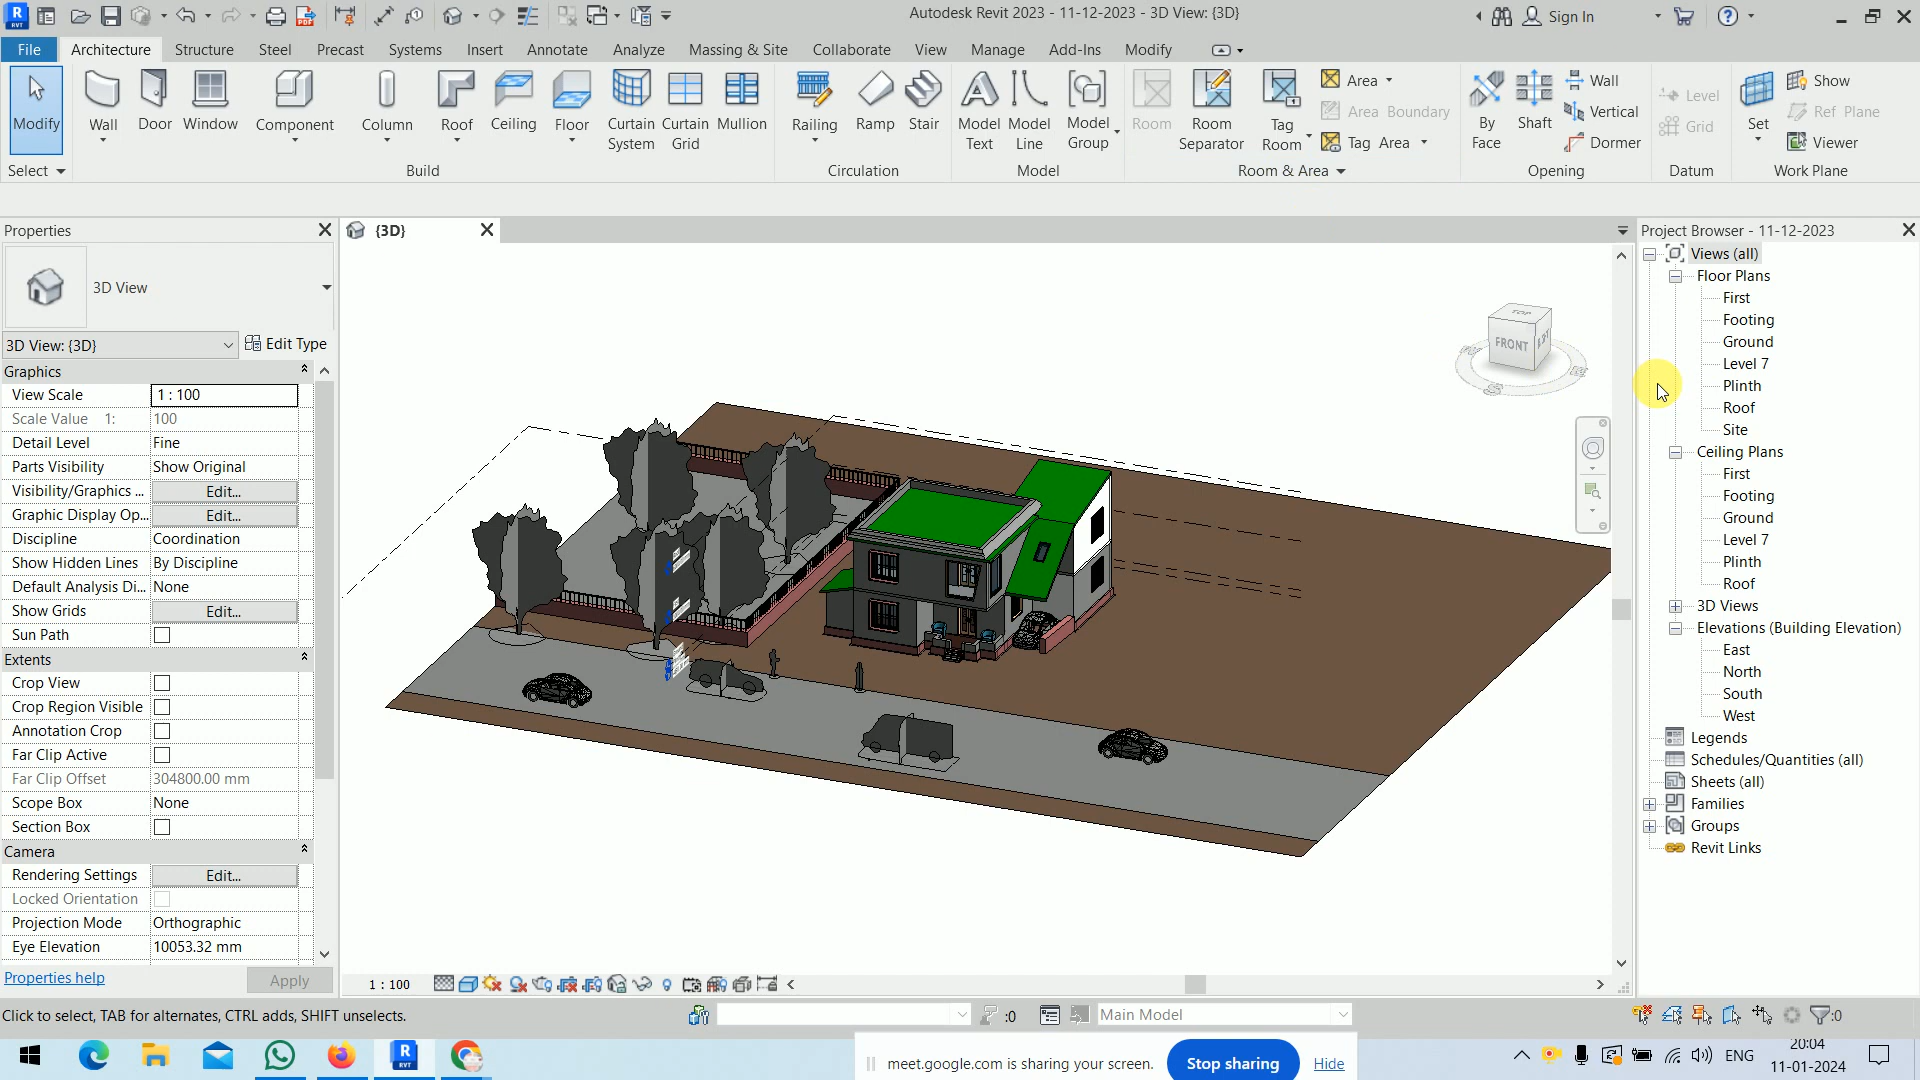 Autodesk Revit 2023 - 11-12-2023 - 3D View: {3D}
Sign In
File Architecture Structure Steel Precast Systems Insert Annotate Analyze Massing & Site Collaborate View Manage Add-Ins Modify
Modify
Wall
Door
Window
Component
Column
Roof
Ceiling
Floor
Curtain System
Curtain Grid
Mullion
Railing
Ramp
Stair
Model Text
Model Line
Model Group
Room
Room Separator
Tag Room
Area
Area Boundary
Tag Area
By Face
Shaft
Wall
Vertical
Dormer
Level
Grid
Set
Show
Ref Plane
Viewer
Select Build Circulation Model Room & Area Opening Datum Work Plane
Properties
3D View
3D View: {3D} Edit Type
Graphics
View Scale 1 : 100
Scale Value 1: 100
Detail Level Fine
Parts Visibility Show Original
Visibility/Graphics ... Edit...
Graphic Display Op... Edit...
Discipline Coordination
Show Hidden Lines By Discipline
Default Analysis Di... None
Show Grids Edit...
Sun Path
Extents
Crop View
Crop Region Visible
Annotation Crop
Far Clip Active
Far Clip Offset 304800.00 mm
Scope Box None
Section Box
Camera
Rendering Settings Edit...
Locked Orientation
Projection Mode Orthographic
Eye Elevation 10053.32 mm
Properties help Apply
{3D}
TOP
FRONT
S
E
1 : 100
Project Browser - 11-12-2023
Views (all)
Floor Plans
First
Footing
Ground
Level 7
Plinth
Roof
Site
Ceiling Plans
First
Footing
Ground
Level 7
Plinth
Roof
3D Views
Elevations (Building Elevation)
East
North
South
West
Legends
Schedules/Quantities (all)
Sheets (all)
Families
Groups
Revit Links
Click to select, TAB for alternates, CTRL adds, SHIFT unselects.
:0
Main Model
:0
meet.google.com is sharing your screen. Stop sharing Hide
ENG
20:04
11-01-2024